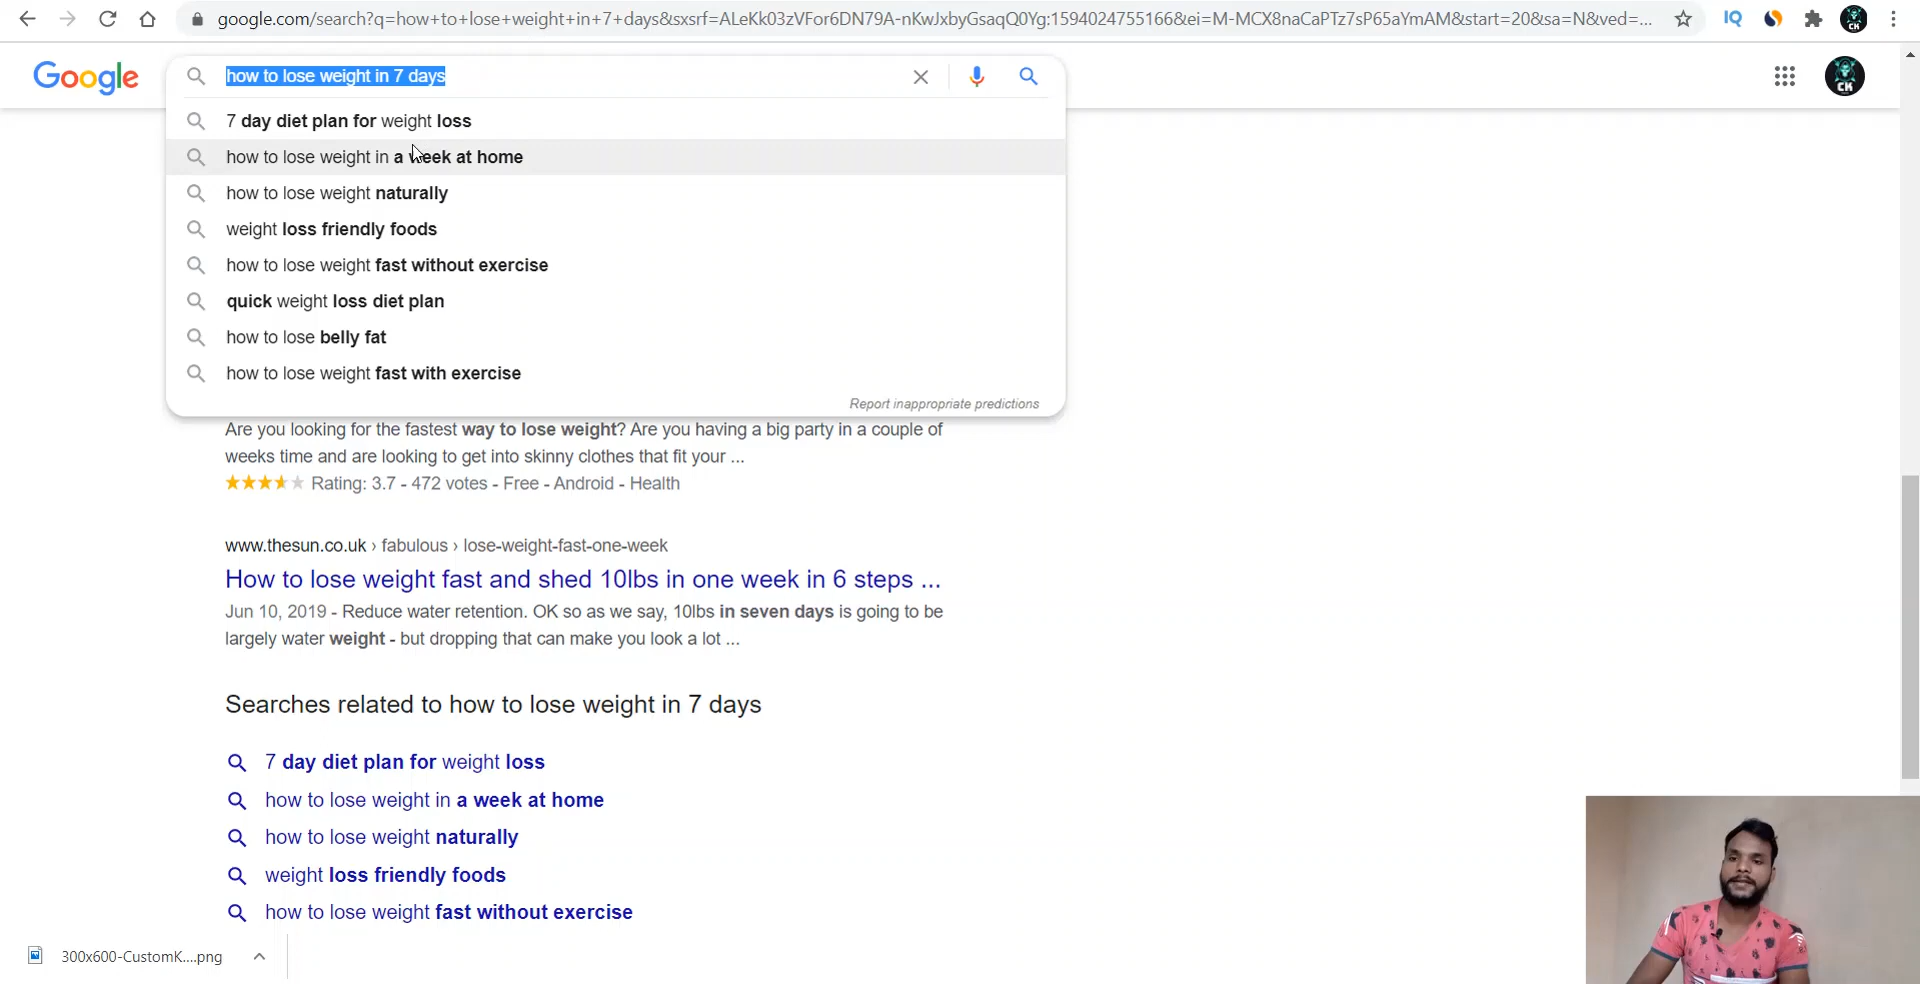 google.com/search?q=how+to+lose+weight+in+7+days&sxsrf=ALeKk03zVFor6DN79A-nKwJxbyGsaqQ0Yg:1594024755166&ei=M-MCX8naCaPTz7sP65aYmAM&start=20&sa=N&ved=...
IQ
Google
how to lose weight in 7 days
CK
7 day diet plan for weight loss
how to lose weight in a week at home
how to lose weight naturally
weight loss friendly foods
how to lose weight fast without exercise
quick weight loss diet plan
how to lose belly fat
how to lose weight fast with exercise
Report inappropriate predictions
Are you looking for the fastest way to lose weight? Are you having a big party in a couple of
weeks time and are looking to get into skinny clothes that fit your ...
Rating: 3.7 - 472 votes - Free - Android - Health
www.thesun.co.uk › fabulous › lose-weight-fast-one-week
How to lose weight fast and shed 10lbs in one week in 6 steps ...
Jun 10, 2019 - Reduce water retention. OK so as we say, 10lbs in seven days is going to be
largely water weight - but dropping that can make you look a lot ...
Searches related to how to lose weight in 7 days
7 day diet plan for weight loss
how to lose weight in a week at home
how to lose weight naturally
weight loss friendly foods
how to lose weight fast without exercise
300x600-CustomK....png